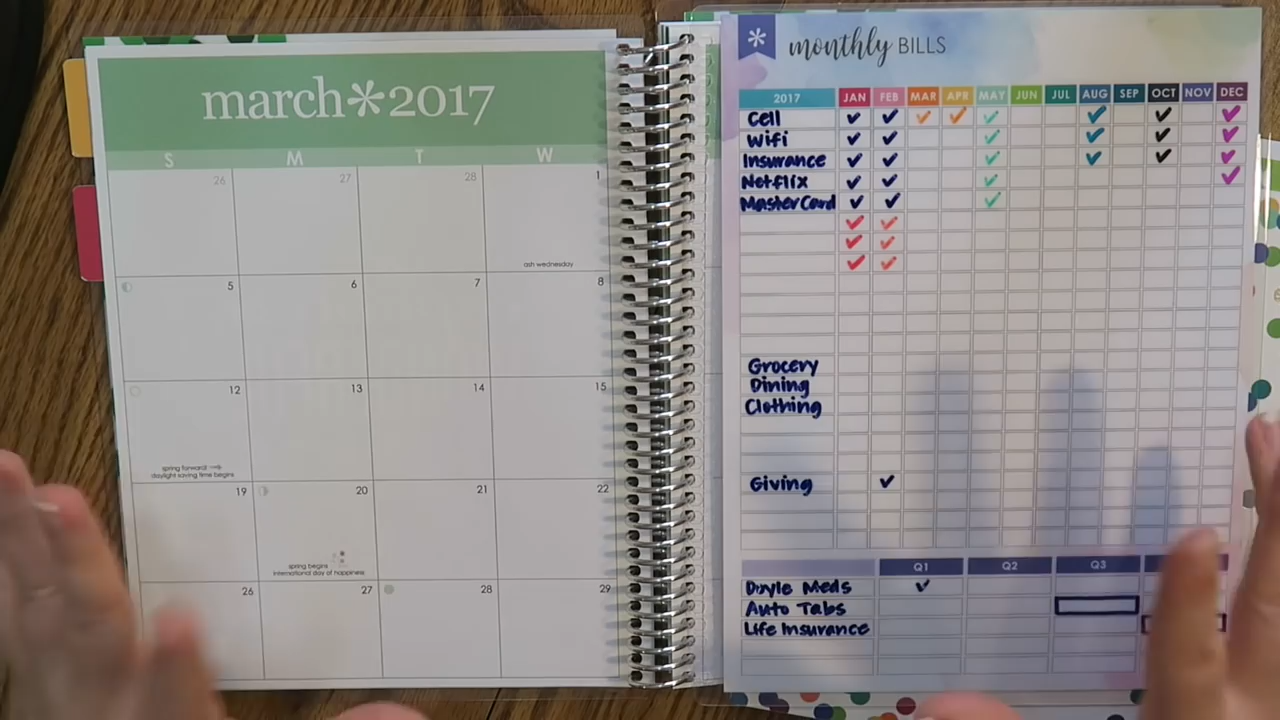 march*2017
S M T W
26 27 28 1
ash wednesday
5 6 7 8
12 13 14 15
spring forward
daylight saving time begins
19 20 21 22
spring begins
international day of happiness
26 27 28 29
monthly BILLS
2017 JAN FEB MAR APR MAY JUN JUL AUG SEP OCT NOV DEC
Cell
Wifi
Insurance
Netflix
MasterCard
Grocery
Dining
Clothing
Giving
Q1 Q2 Q3
Doyle Meds
Auto Tabs
Life Insurance